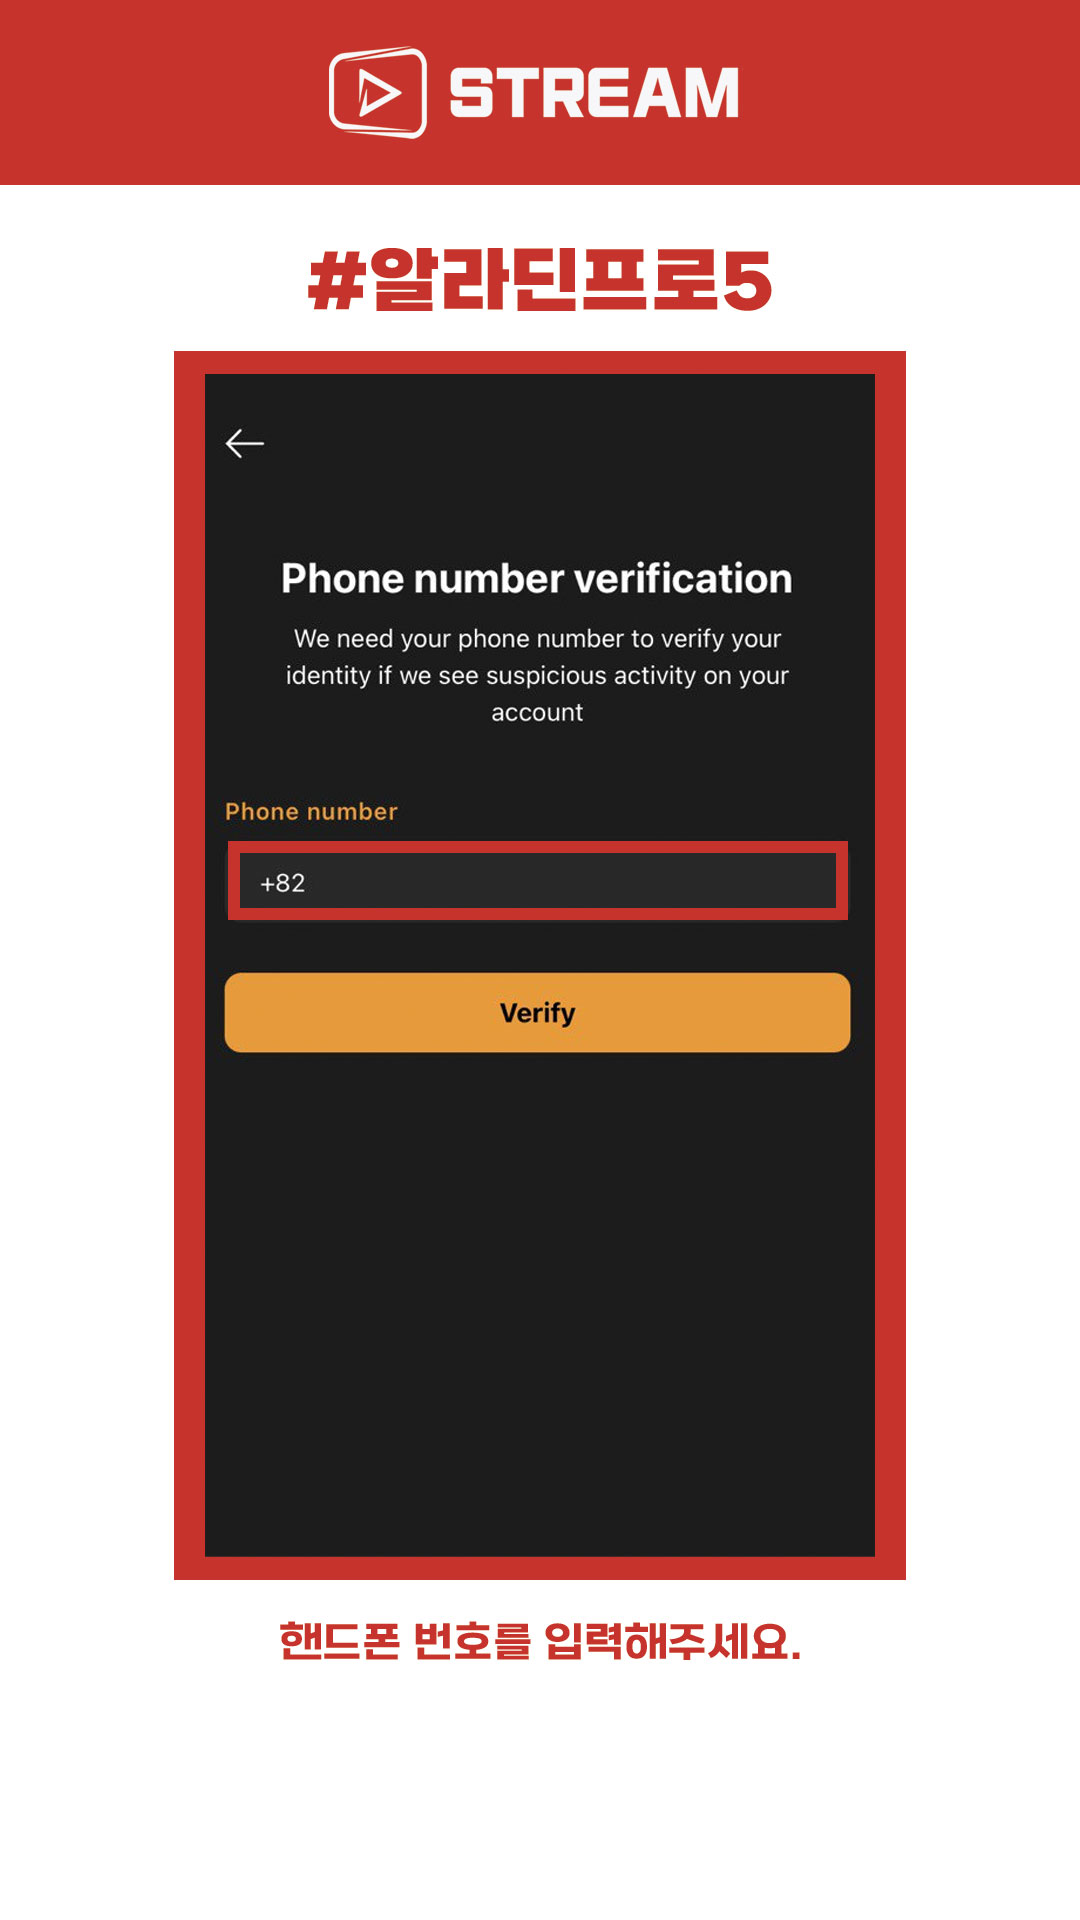 STREAM
#알라딘프로5
Phone number verification
We need your phone number to verify your
identity if we see suspicious activity on your
account
Phone number
+82
Verify
핸드폰 번호를 입력해주세요.